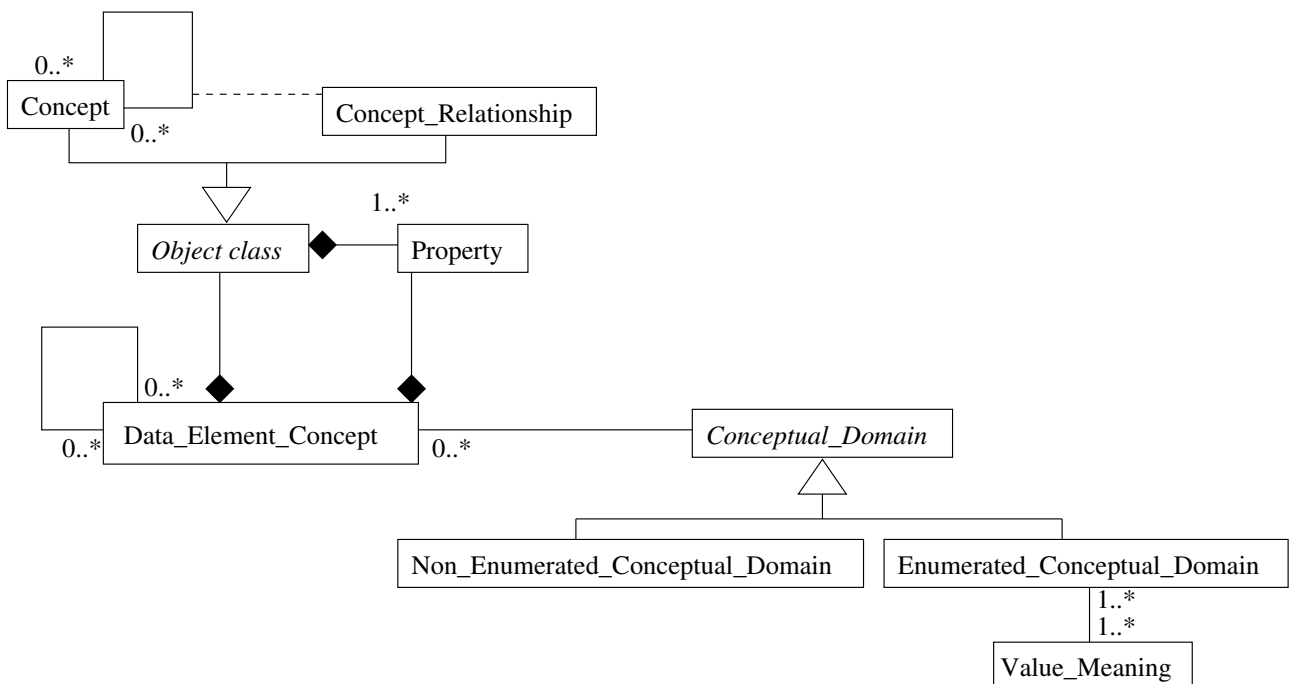 0..*
Concept
0..*
Concept_Relationship
1..*
Object class
Property
0..*
0..*
Data_Element_Concept
0..*
Conceptual_Domain
Non_Enumerated_Conceptual_Domain
Enumerated_Conceptual_Domain
1..*
1..*
Value_Meaning